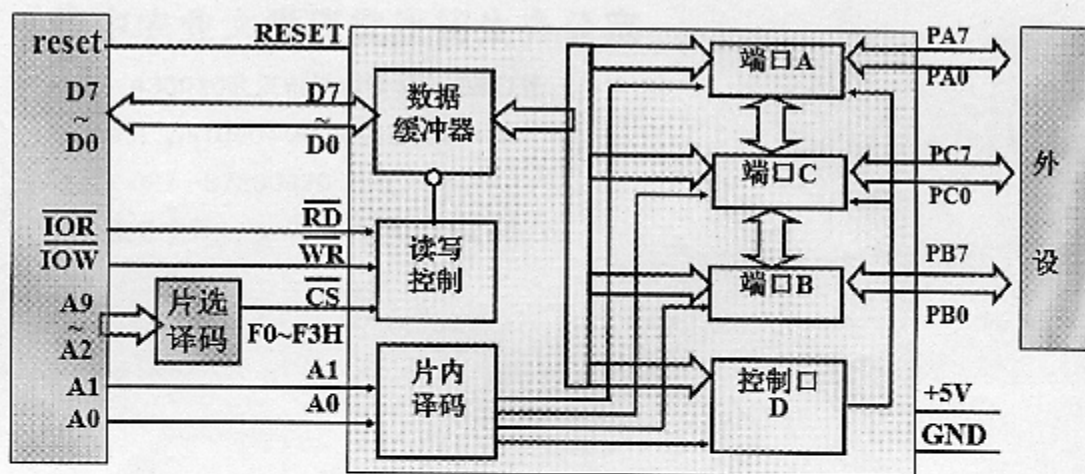 reset
D7
~
D0
IOR
IOW
A9
~
A2
A1
A0
片选
译码
RESET
D7
~
D0
RD
WR
CS
F0~F3H
A1
A0
数据
缓冲器
读写
控制
片内
译码
端口A
端口C
端口B
控制口
D
PA7
PA0
PC7
PC0
PB7
PB0
+5V
GND
外
设